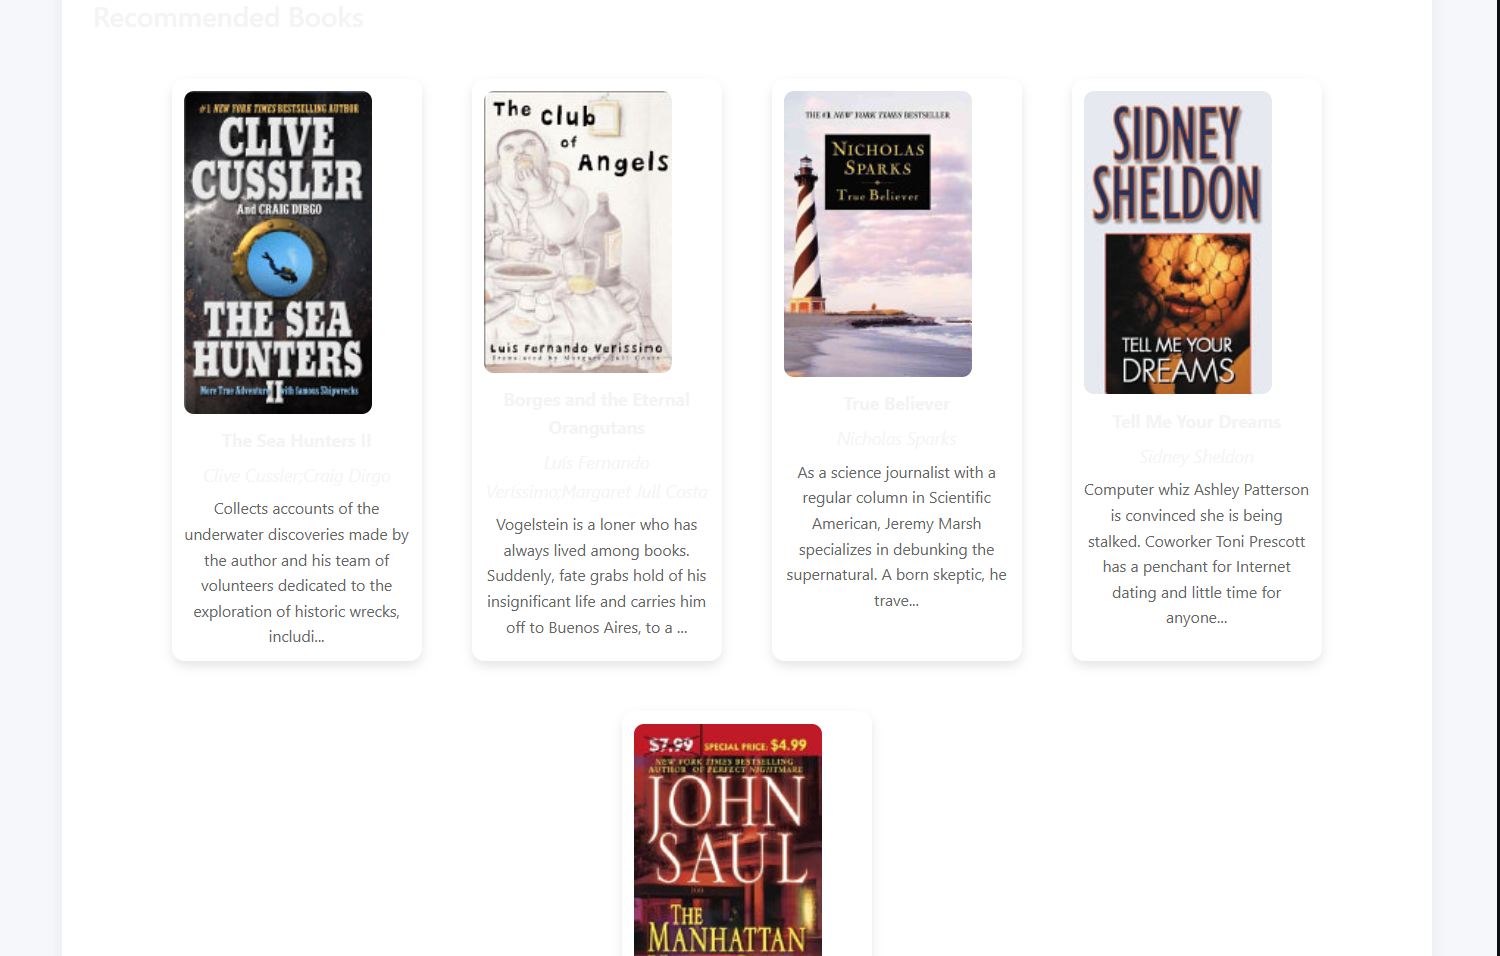 Recommended Books
#1 NEW YORK TIMES BESTSELLING AUTHOR
CLIVE
CUSSLER
And CRAIG DIRGO
THE SEA
HUNTERS
II
More True Adventures with Famous Shipwrecks
The Sea Hunters II
Clive Cussler;Craig Dirgo
Collects accounts of the
underwater discoveries made by
the author and his team of
volunteers dedicated to the
exploration of historic wrecks,
includi...
The club
of
Angels
Luis Fernando Verissimo
Translated by Margaret Jull Costa
Borges and the Eternal
Orangutans
Luis Fernando
Verissimo;Margaret Jull Costa
Vogelstein is a loner who has
always lived among books.
Suddenly, fate grabs hold of his
insignificant life and carries him
off to Buenos Aires, to a ...
THE #1 NEW YORK TIMES BESTSELLER
NICHOLAS
SPARKS
True Believer
True Believer
Nicholas Sparks
As a science journalist with a
regular column in Scientific
American, Jeremy Marsh
specializes in debunking the
supernatural. A born skeptic, he
trave...
SIDNEY
SHELDON
TELL ME YOUR
DREAMS
Tell Me Your Dreams
Sidney Sheldon
Computer whiz Ashley Patterson
is convinced she is being
stalked. Coworker Toni Prescott
has a penchant for Internet
dating and little time for
anyone...
$7.99 SPECIAL PRICE: $4.99
NEW YORK TIMES BESTSELLING
AUTHOR OF PERFECT NIGHTMARE
JOHN
SAUL
THE
MANHATTAN